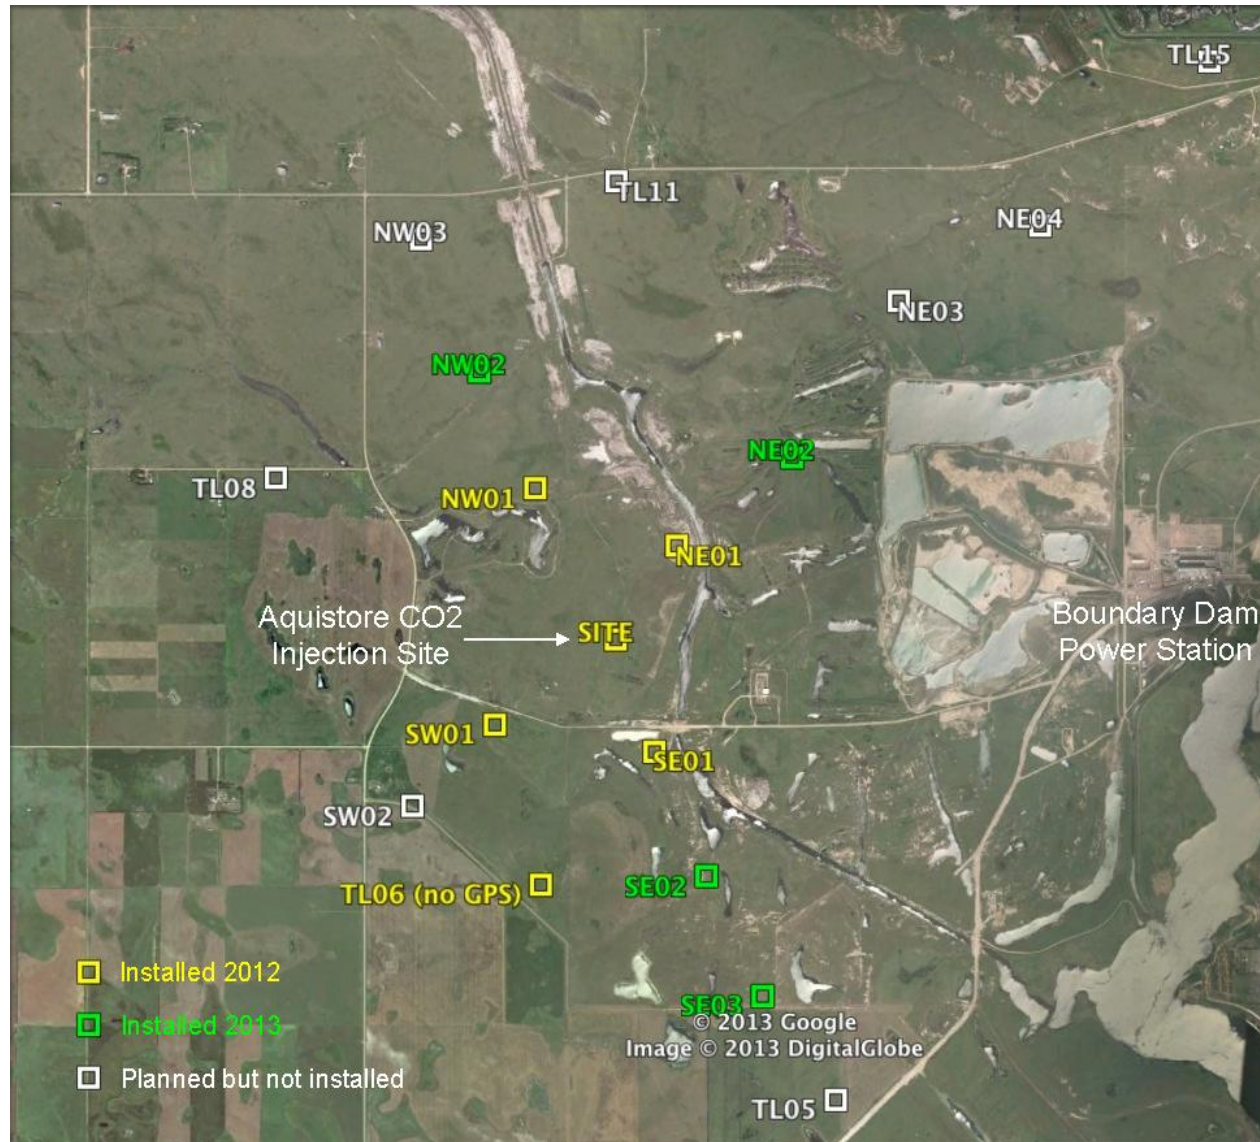 TL15
TL11
NE04
NW03
NE03
NW02
NE02
TL08
NW01
NE01
Aquistore CO2
Injection Site
SITE
Boundary Dam
Power Station
SW01
SE01
SW02
SE02
TL06 (no GPS)
Installed 2012
SE03
Installed 2013
© 2013 Google
Image © 2013 DigitalGlobe
Planned but not installed
TL05